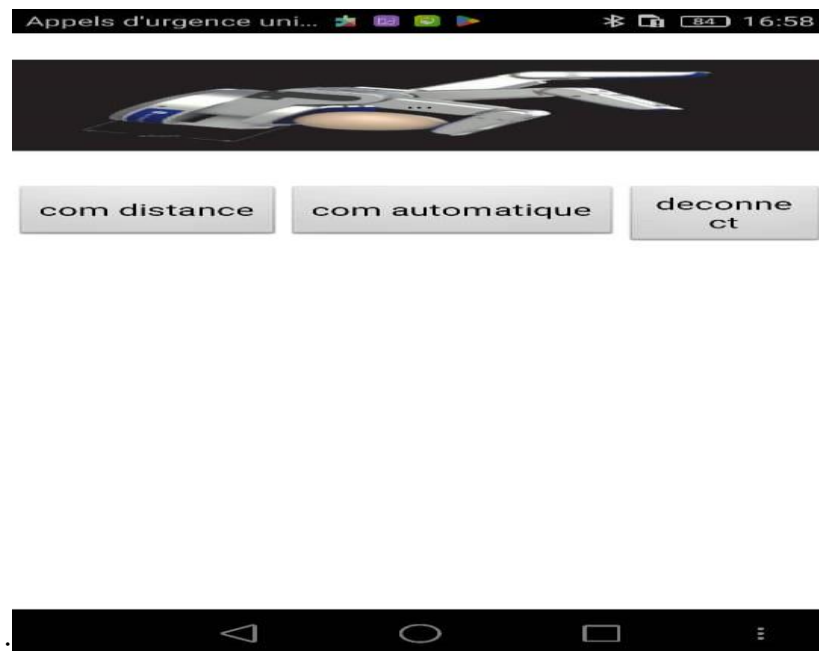 Appels d'urgence uni... 84 16:58
com distance com automatique deconne
ct
.